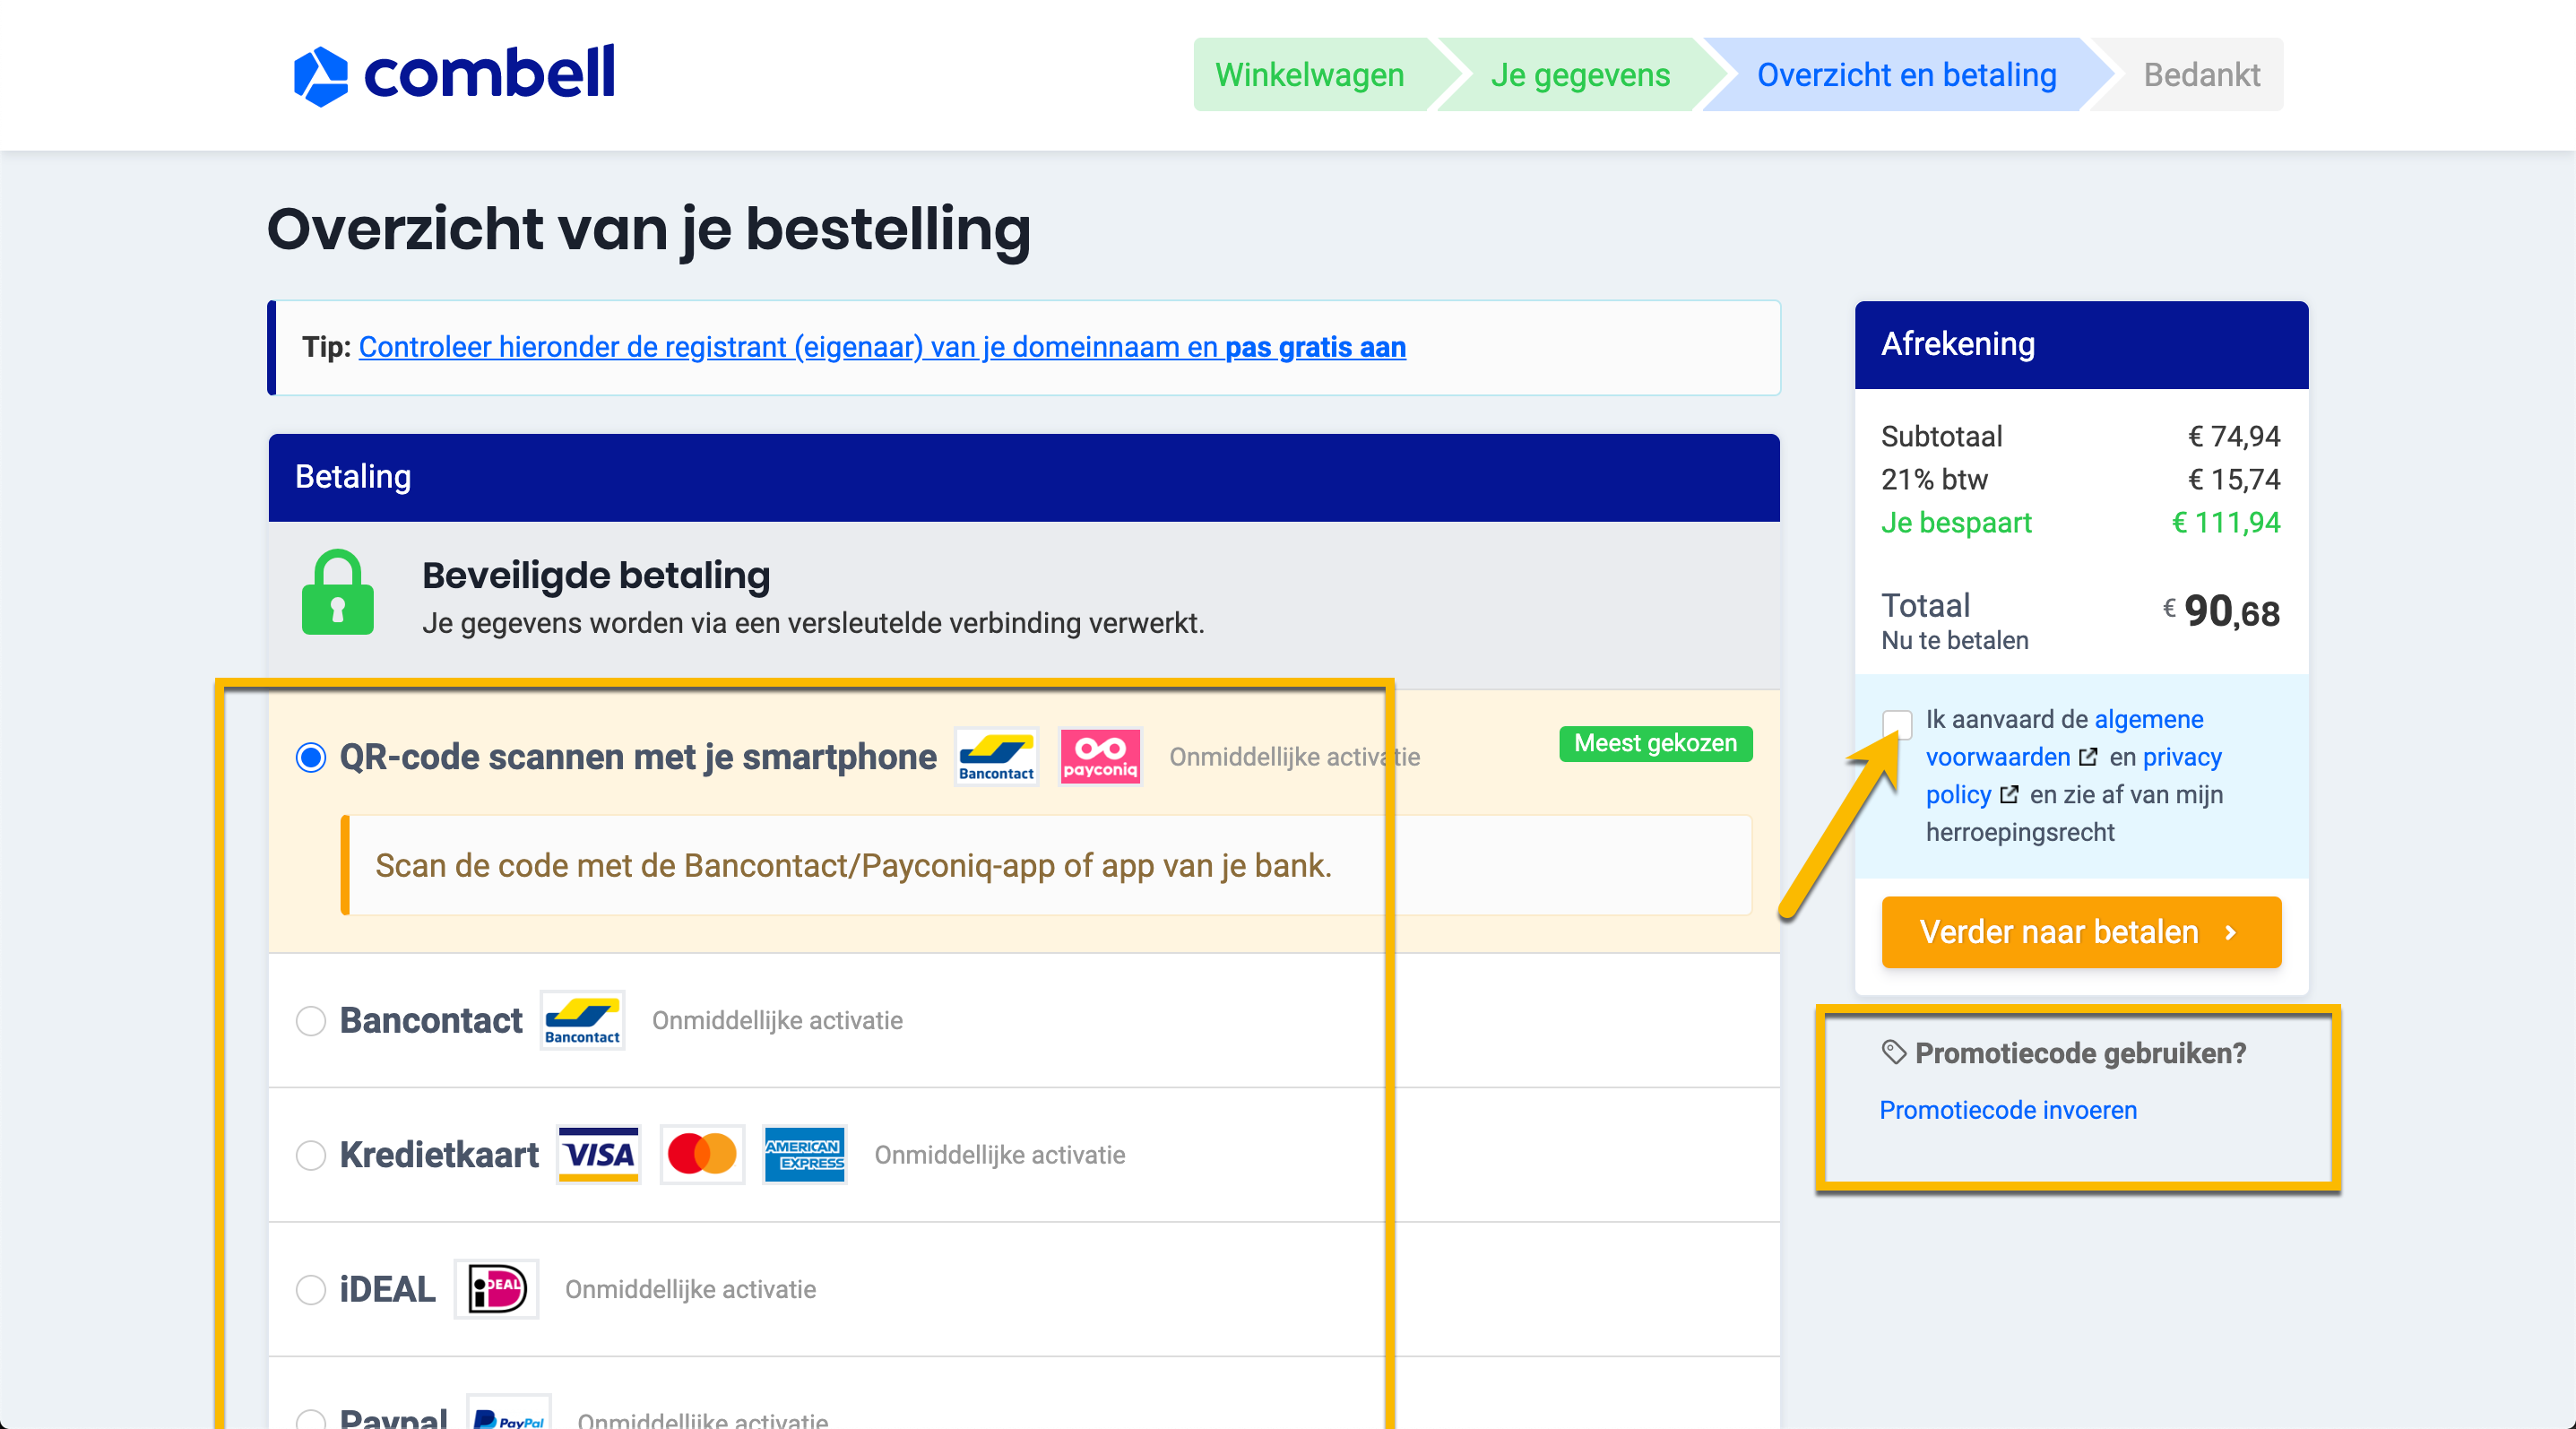 combell
Winkelwagen
Je gegevens
Overzicht en betaling
Bedankt
Overzicht van je bestelling
Tip: Controleer hieronder de registrant (eigenaar) van je domeinnaam en pas gratis aan
Betaling
Beveiligde betaling
Je gegevens worden via een versleutelde verbinding verwerkt.
QR-code scannen met je smartphone
Bancontact
payconiq
Onmiddellijke activatie
Meest gekozen
Scan de code met de Bancontact/Payconiq-app of app van je bank.
Bancontact
Bancontact
Onmiddellijke activatie
Kredietkaart
VISA
AMERICAN
EXPRESS
Onmiddellijke activatie
iDEAL
iDEAL
Onmiddellijke activatie
Paypal
PayPal
Onmiddellijke activatie
Afrekening
Subtotaal € 74,94
21% btw € 15,74
Je bespaart € 111,94
Totaal € 90,68
Nu te betalen
Ik aanvaard de algemene
voorwaarden en privacy
policy en zie af van mijn
herroepingsrecht
Verder naar betalen
Promotiecode gebruiken?
Promotiecode invoeren